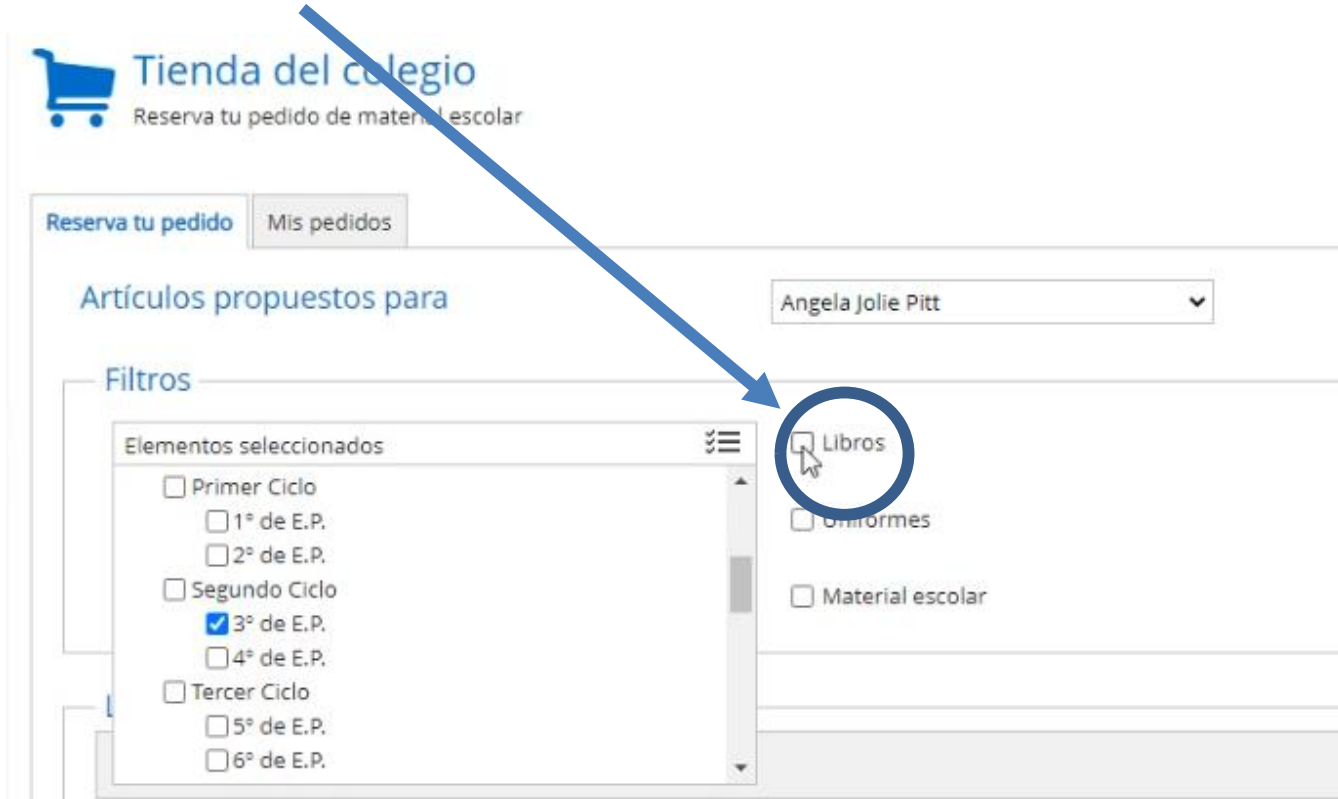 Tienda del colegio
Reserva tu pedido de material escolar
Reserva tu pedido
Mis pedidos
Artículos propuestos para
Angela Jolie Pitt
Filtros
Elementos seleccionados
Primer Ciclo
1º de E.P.
2º de E.P.
Segundo Ciclo
3º de E.P.
4º de E.P.
Tercer Ciclo
5º de E.P.
6º de E.P.
Libros
Uniformes
Material escolar